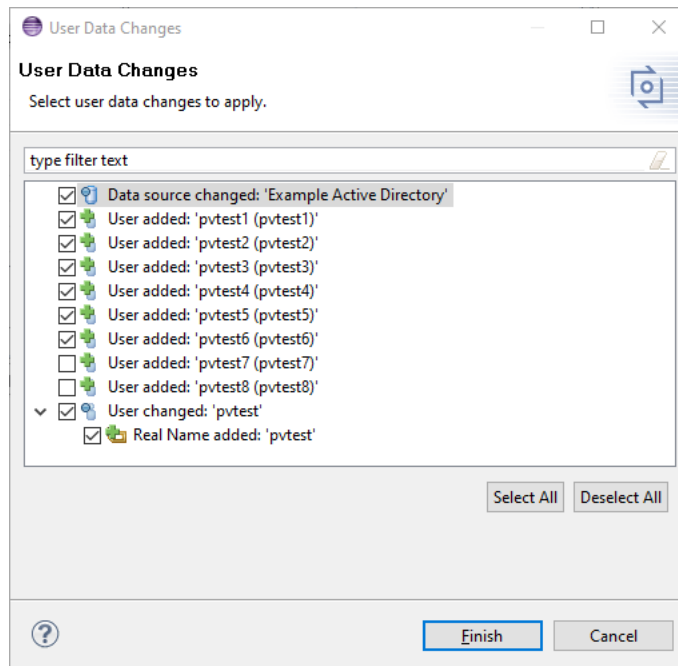 User Data Changes
User Data Changes
Select user data changes to apply.
type filter text
Data source changed: 'Example Active Directory'
User added: 'pvtest1 (pvtest1)'
User added: 'pvtest2 (pvtest2)'
User added: 'pvtest3 (pvtest3)'
User added: 'pvtest4 (pvtest4)'
User added: 'pvtest5 (pvtest5)'
User added: 'pvtest6 (pvtest6)'
User added: 'pvtest7 (pvtest7)'
User added: 'pvtest8 (pvtest8)'
User changed: 'pvtest'
Real Name added: 'pvtest'
Select All Deselect All
Finish Cancel